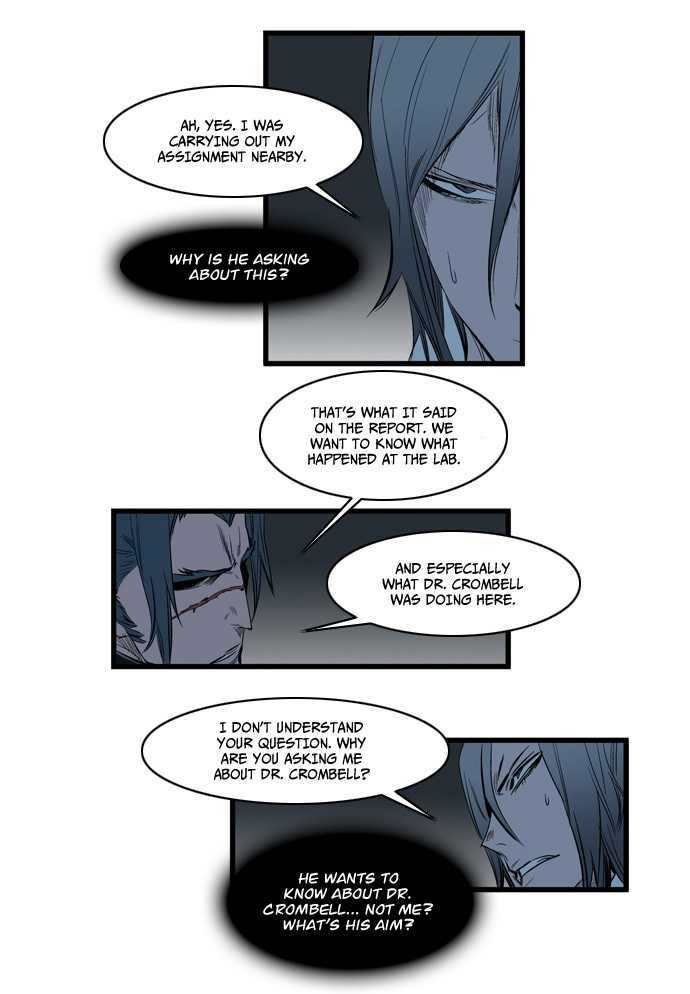 AH, YES. I WAS
CARRYING OUT MY
ASSIGNMENT NEARBY.
WHY IS HE ASKING
ABOUT THIS?
THAT'S WHAT IT SAID
ON THE REPORT. WE
WANT TO KNOW WHAT
HAPPENED AT THE LAB.
AND ESPECIALLY
WHAT DR. CROMBELL
WAS DOING HERE.
I DON'T UNDERSTAND
YOUR QUESTION. WHY
ARE YOU ASKING ME
ABOUT DR. CROMBELL?
HE WANTS TO
KNOW ABOUT DR.
CROMBELL... NOT ME?
WHAT'S HIS AIM?